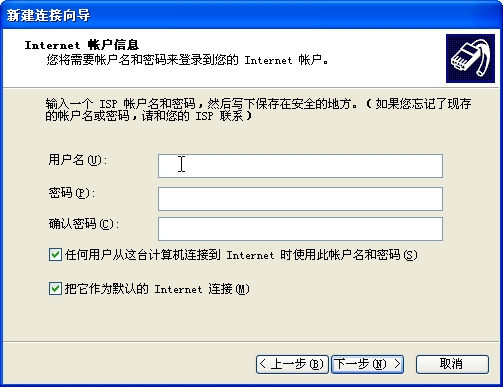 新建连接向导
Internet 帐户信息
您将需要帐户名和密码来登录到您的 Internet 帐户。
输入一个 ISP 帐户名和密码，然后写下保存在安全的地方。（如果您忘记了现存
的帐户名或密码，请和您的 ISP 联系）
用户名(U):
密码(P):
确认密码(C):
任何用户从这台计算机连接到 Internet 时使用此帐户名和密码(S)
把它作为默认的 Internet 连接(M)
< 上一步(B) 下一步(N) > 取消